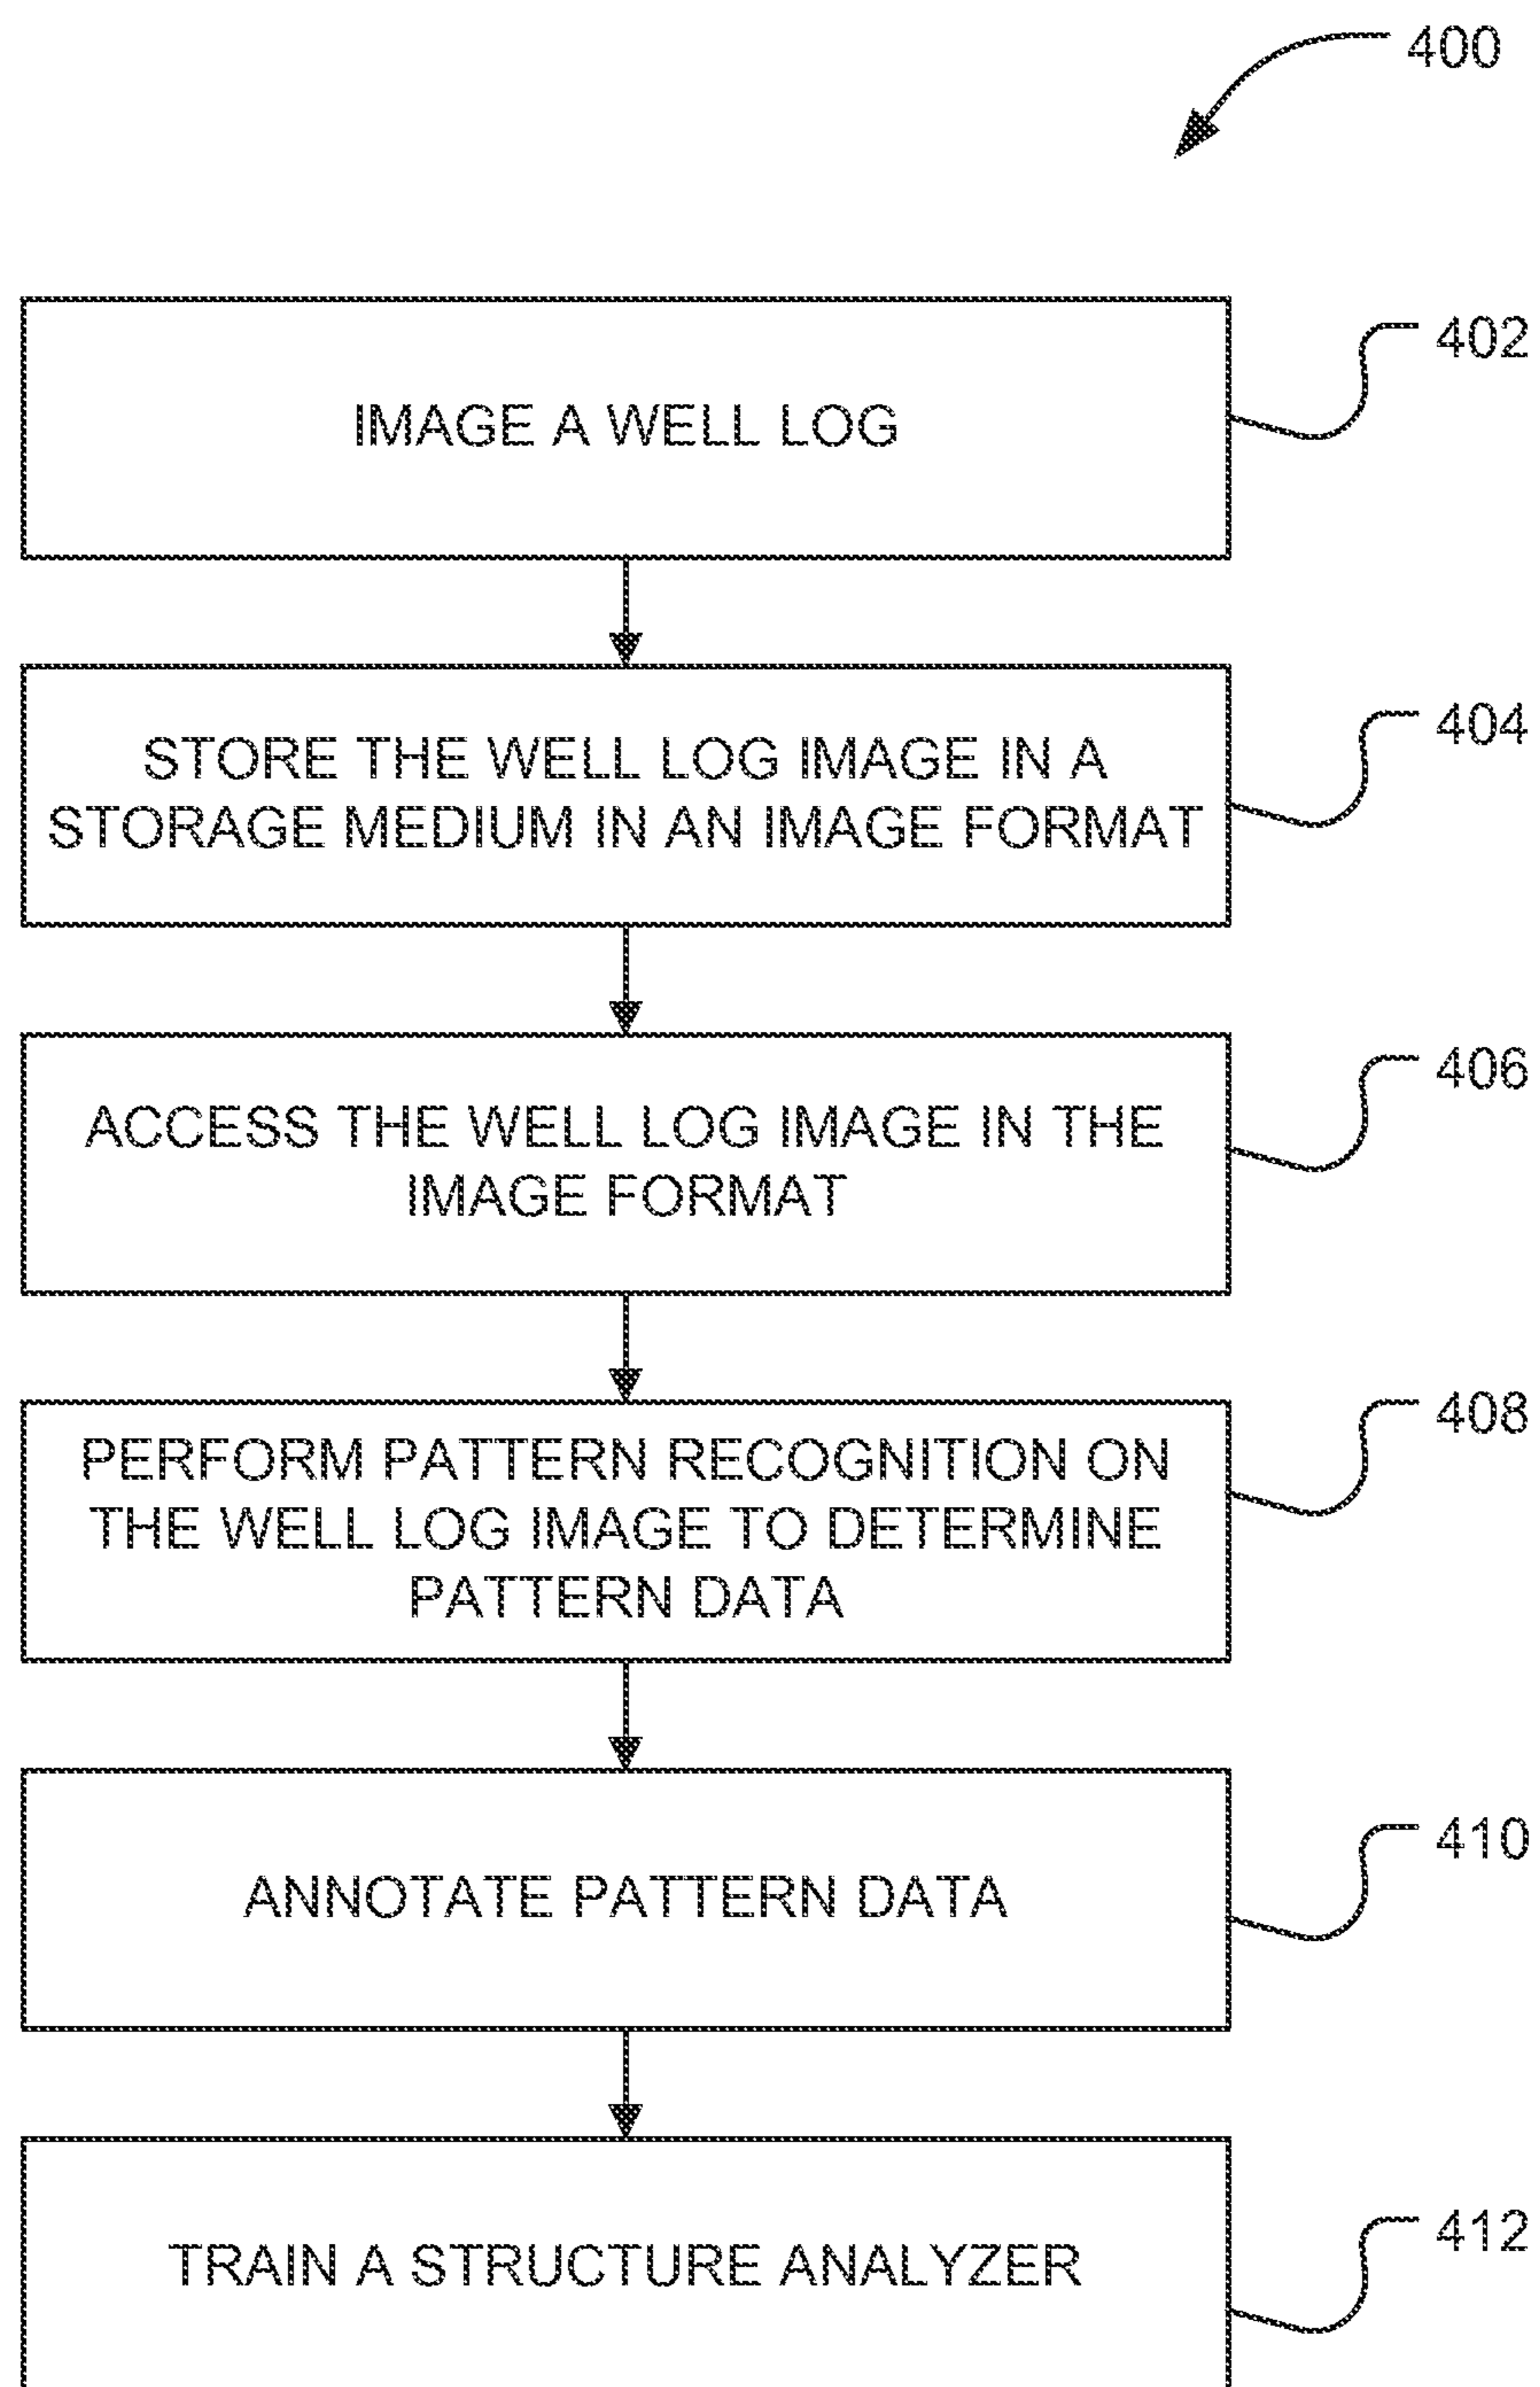 400
IMAGE A WELL LOG
402
STORE THE WELL LOG IMAGE IN A
STORAGE MEDIUM IN AN IMAGE FORMAT
404
ACCESS THE WELL LOG IMAGE IN THE
IMAGE FORMAT
406
PERFORM PATTERN RECOGNITION ON
THE WELL LOG IMAGE TO DETERMINE
PATTERN DATA
408
ANNOTATE PATTERN DATA
410
TRAIN A STRUCTURE ANALYZER
412